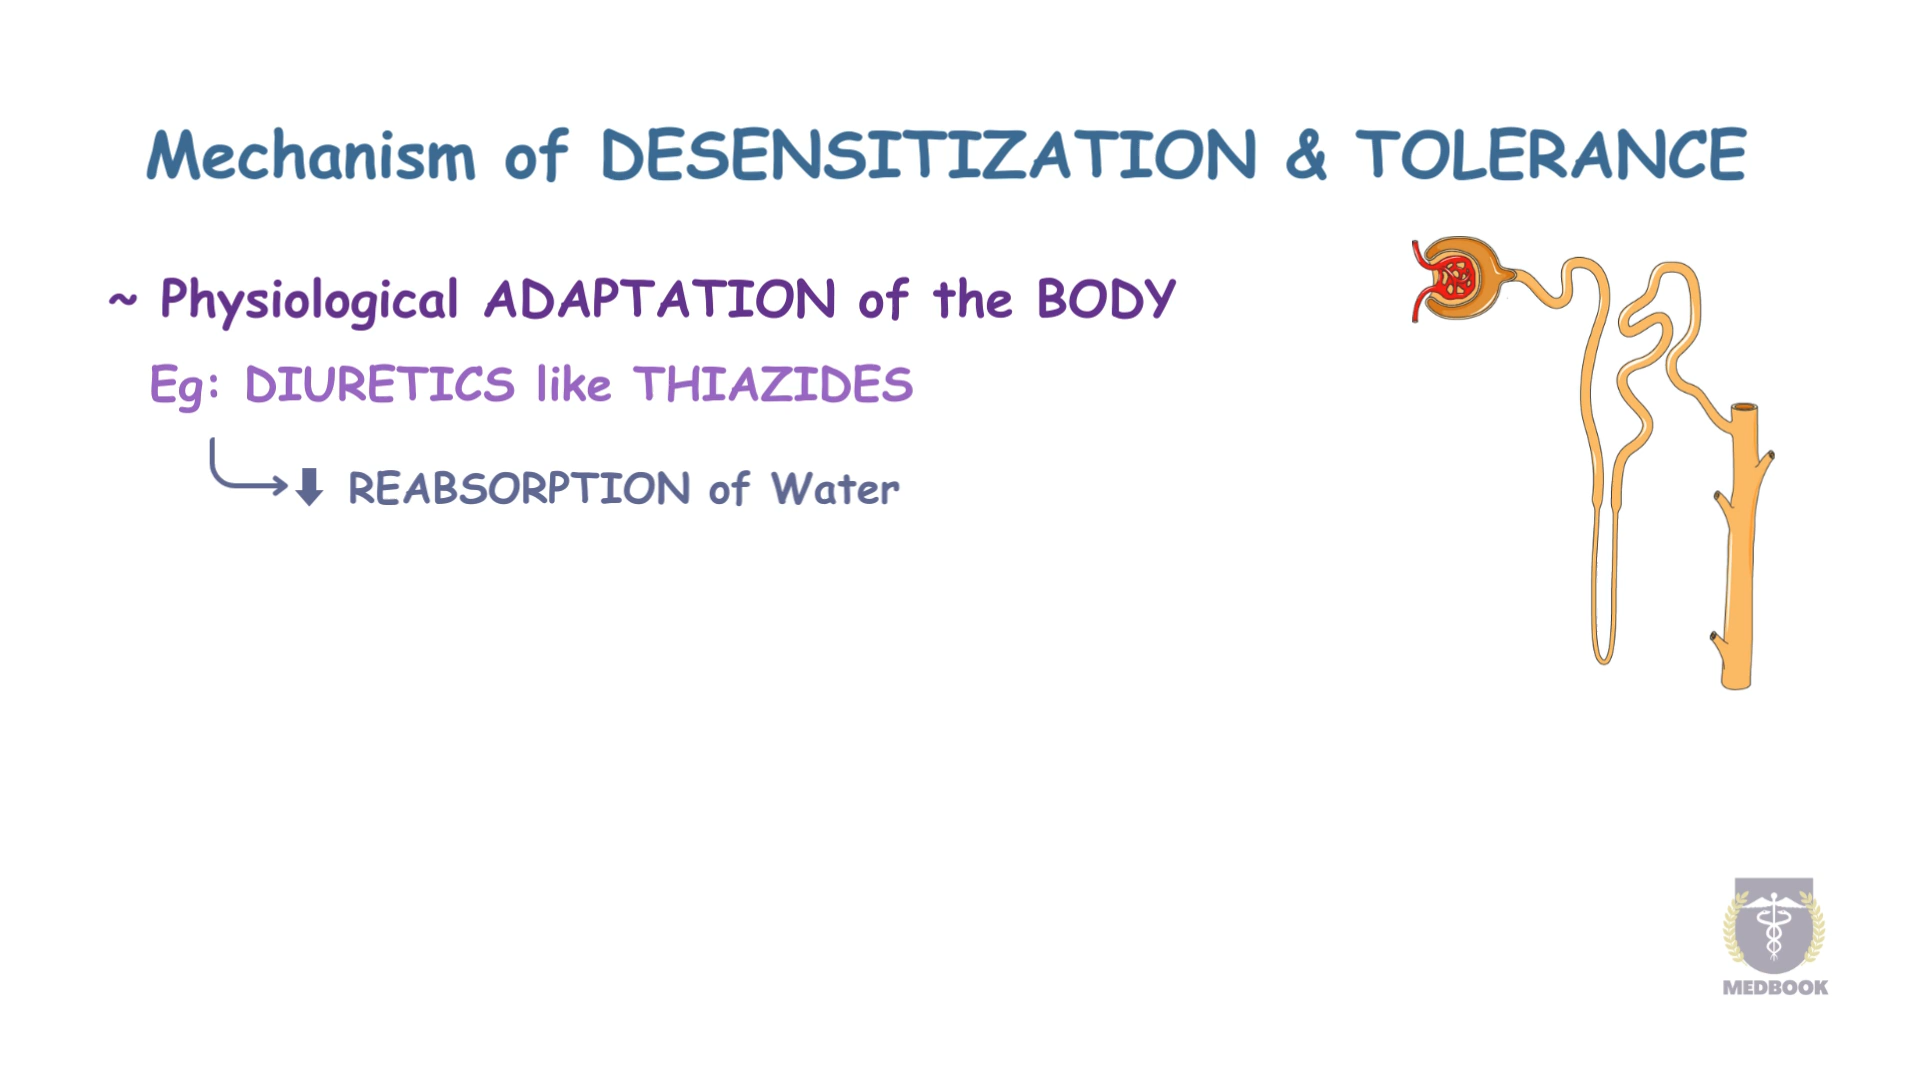 Mechanism of DESENSITIZATION & TOLERANCE
~ Physiological ADAPTATION of the BODY
Eg: DIURETICS like THIAZIDES
⬇ REABSORPTION of Water
MEDBOOK